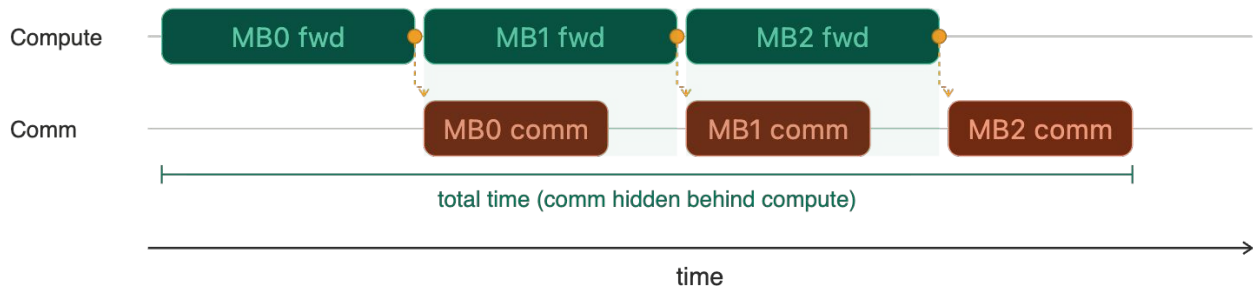 Compute
MB0 fwd
MB1 fwd
MB2 fwd
Comm
MB0 comm
MB1 comm
MB2 comm
total time (comm hidden behind compute)
time